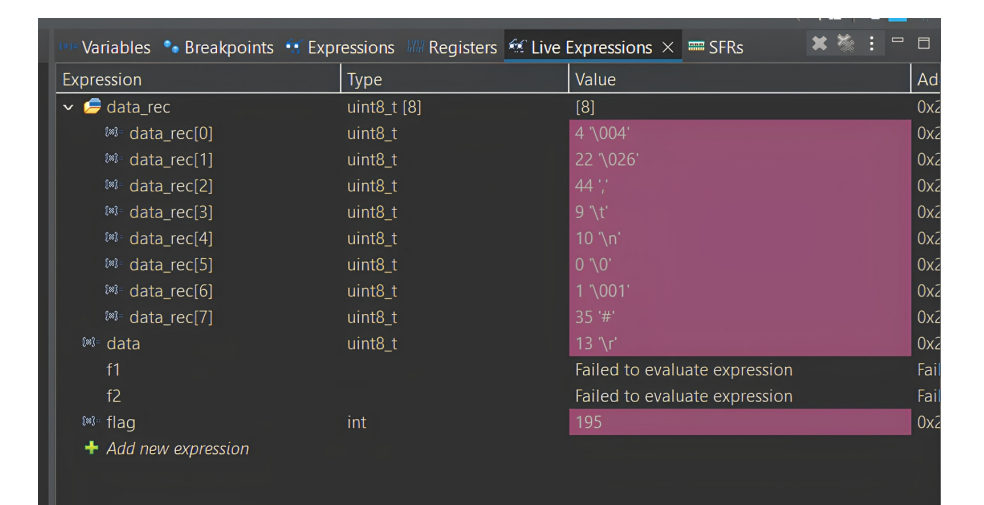 Variables Breakpoints Expressions Registers Live Expressions × SFRs
Expression Type Value Ad
data_rec uint8_t [8] [8] 0x2
data_rec[0] uint8_t 4 '\004' 0x2
data_rec[1] uint8_t 22 '\026' 0x2
data_rec[2] uint8_t 44 ',' 0x2
data_rec[3] uint8_t 9 '\t' 0x2
data_rec[4] uint8_t 10 '\n' 0x2
data_rec[5] uint8_t 0 '\0' 0x2
data_rec[6] uint8_t 1 '\001' 0x2
data_rec[7] uint8_t 35 '#' 0x2
data uint8_t 13 '\r' 0x2
f1 Failed to evaluate expression Fail
f2 Failed to evaluate expression Fail
flag int 195 0x2
Add new expression